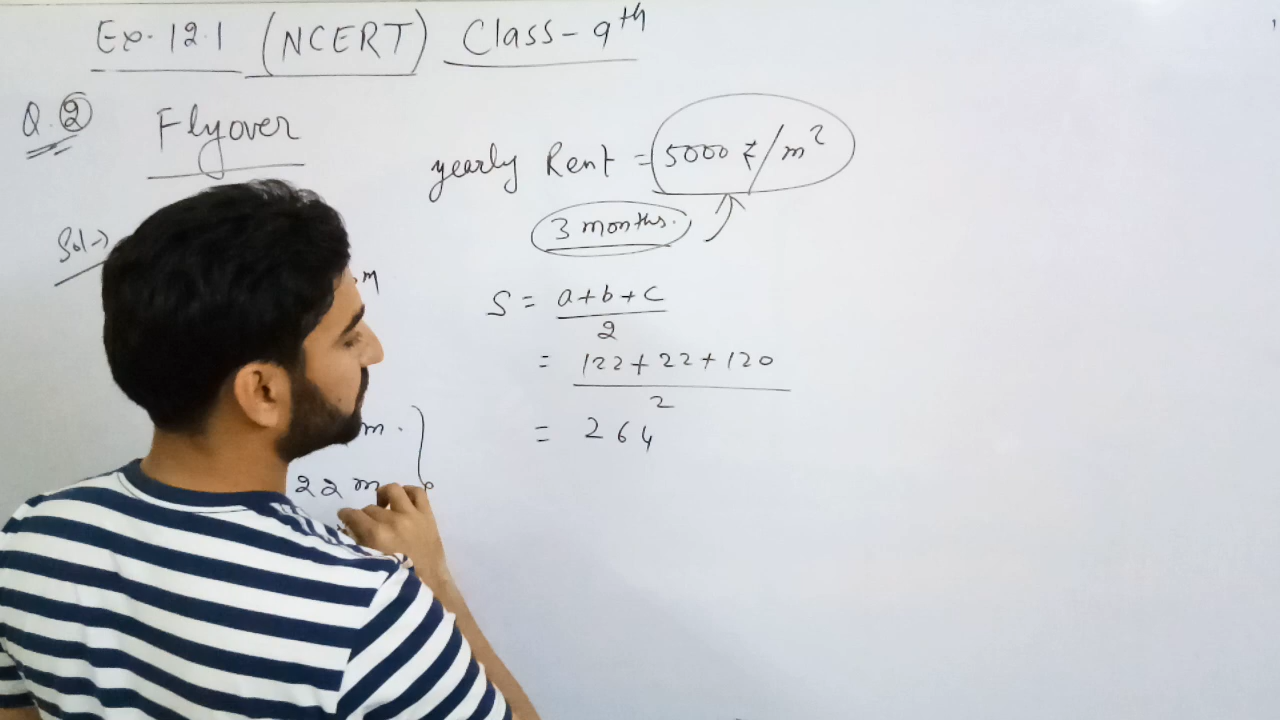 Ex. 12.1 (NCERT) Class-9th
Q.2 Flyover
yearly Rent = 5000 ₹/m²
3 months.
Sol→
m
S = a+b+c
2
= 122+22+120
2
m.
= 264
22 m